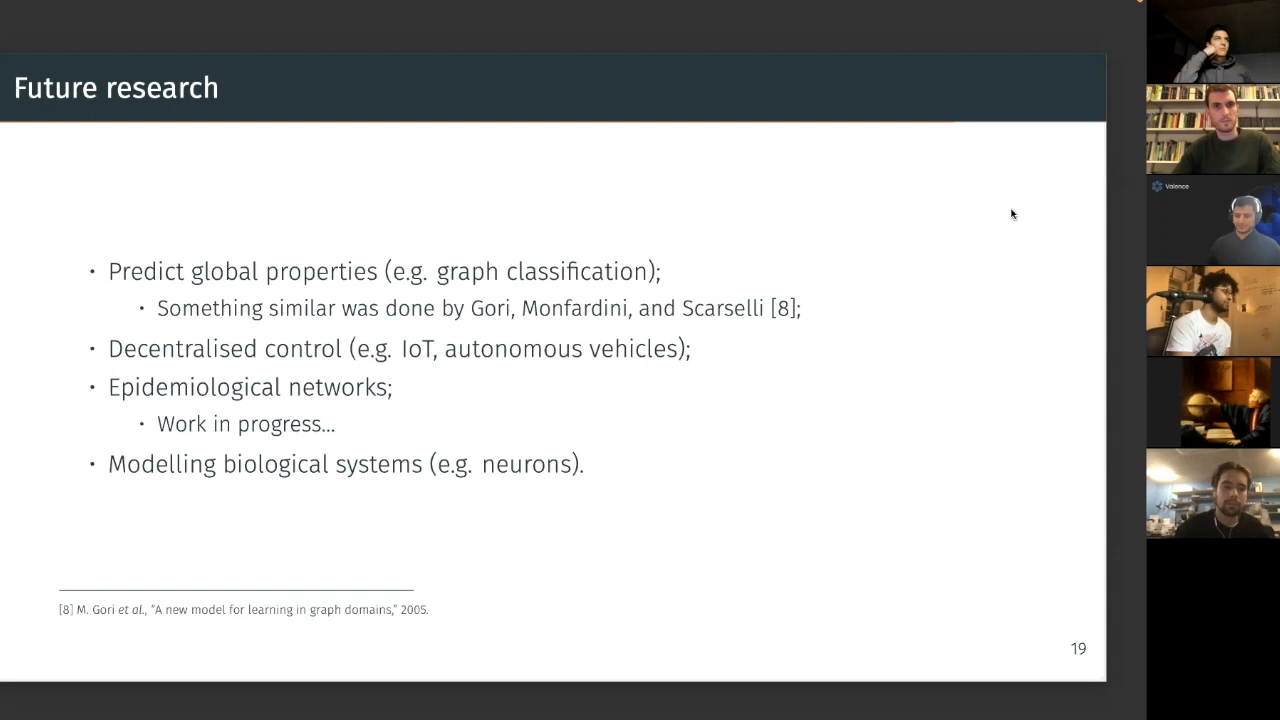 Future research
• Predict global properties (e.g. graph classification);
• Something similar was done by Gori, Monfardini, and Scarselli [8];
• Decentralised control (e.g. IoT, autonomous vehicles);
• Epidemiological networks;
• Work in progress...
• Modelling biological systems (e.g. neurons).
[8] M. Gori et al., “A new model for learning in graph domains,” 2005.
19
Valence